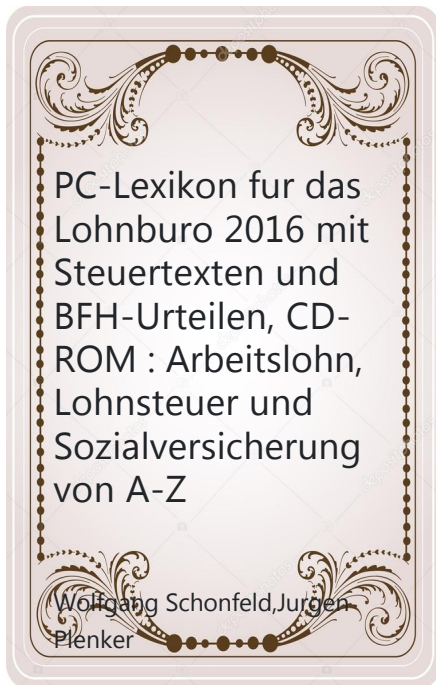 PC-Lexikon fur das
Lohnburo 2016 mit
Steuertexten und
BFH-Urteilen, CD-
ROM : Arbeitslohn,
Lohnsteuer und
Sozialversicherung
von A-Z
Wolfgang Schonfeld,Jurgen
Plenker